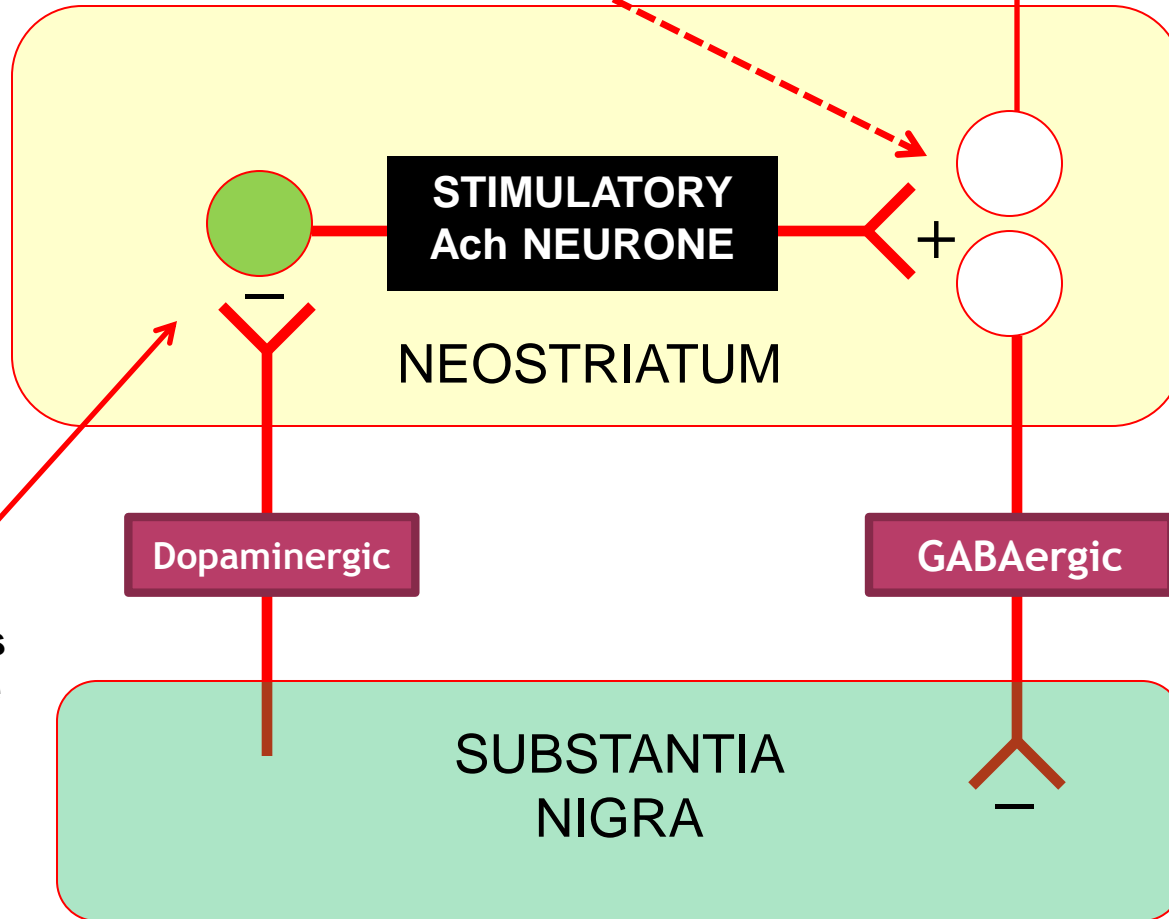 STIMULATORY
Ach NEURONE
+
–
NEOSTRIATUM
Dopaminergic
GABAergic
SUBSTANTIA
NIGRA
–